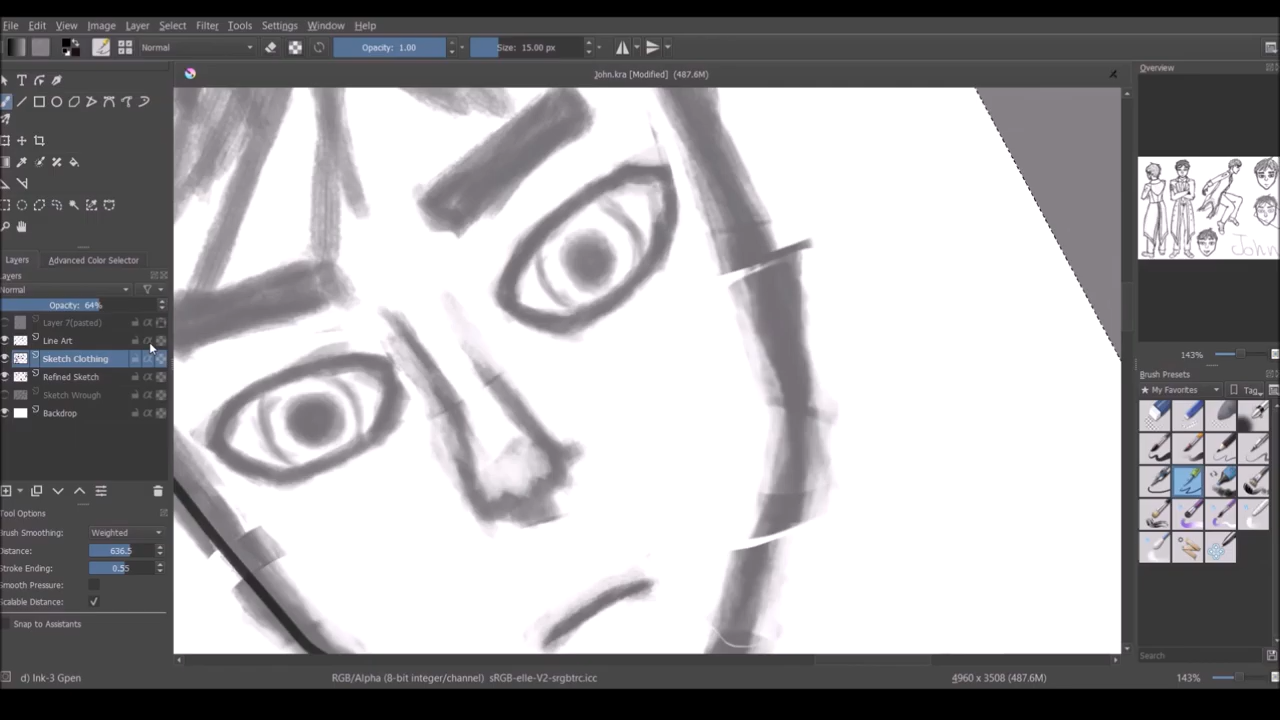 File Edit View Image Layer Select Filter Tools Settings Window Help
Normal Opacity: 1.00 Size: 15.00 px
John.kra [Modified] (487.6M)
Overview
John
Layers Advanced Color Selector
Layers
Normal
Opacity: 64%
Layer 7(pasted)
Line Art
Sketch Clothing
Refined Sketch
Sketch Wrough
Backdrop
Tool Options
Brush Smoothing: Weighted
Distance: 636.5
Stroke Ending: 0.55
Smooth Pressure:
Scalable Distance:
Snap to Assistants
143%
Brush Presets
My Favorites Tag
Search
d) Ink-3 Gpen RGB/Alpha (8-bit integer/channel) sRGB-elle-V2-srgbtrc.icc 4960 x 3508 (487.6M) 143%